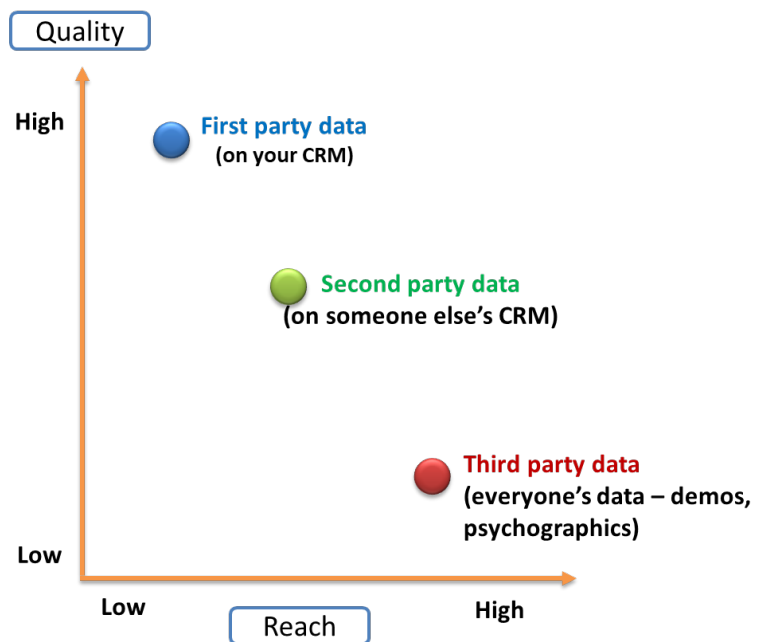 Quality
High
First party data
(on your CRM)
Second party data
(on someone else’s CRM)
Third party data
(everyone’s data – demos,
psychographics)
Low
Low
High
Reach